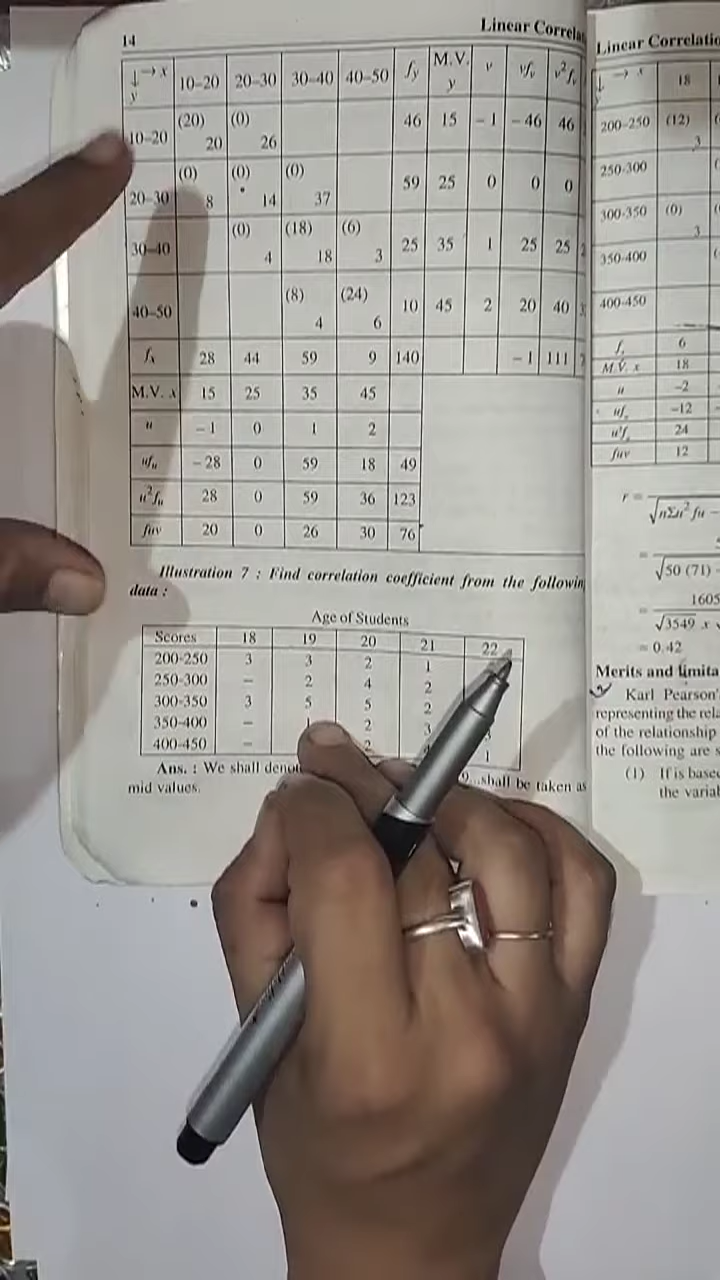 14 Linear Correla
↓ → x y 10–20 20–30 30–40 40–50 fy M.V. y v vfv v²fv
10–20 (20) 20 (0) 26 46 15 – 1 – 46 46
20–30 (0) 8 (0) 14 (0) 37 59 25 0 0 0
30–40 (0) 4 (18) 18 (6) 3 25 35 1 25 25
40–50 (8) 4 (24) 6 10 45 2 20 40
fx 28 44 59 9 140 – 1 111
M.V. x 15 25 35 45
u – 1 0 1 2
ufu – 28 0 59 18 49
u²fu 28 0 59 36 123
fuv 20 0 26 30 76
Illustration 7 : Find correlation coefficient from the followin
data :
Age of Students
Scores 18 19 20 21 22
200-250 3 3 2 1
250-300 – 2 4 2
300-350 3 5 5 2
350-400 – 2 3
400-450 – 2 1
Ans. : We shall denot shall be taken as
mid values.
Linear Correlatio
↓ → x y 18
200-250 (12) 3
250-300
300-350 (0) 3
350-400
400-450
6
M.V. x 18
u –2
–12
24
fuv 12
r = √nΣu² fu –
= √50 (71) –
= 1605 √3549 x √
= 0.42
Merits and limita
Karl Pearson'
representing the rela
of the relationship
the following are s
(1) If is base
the varial